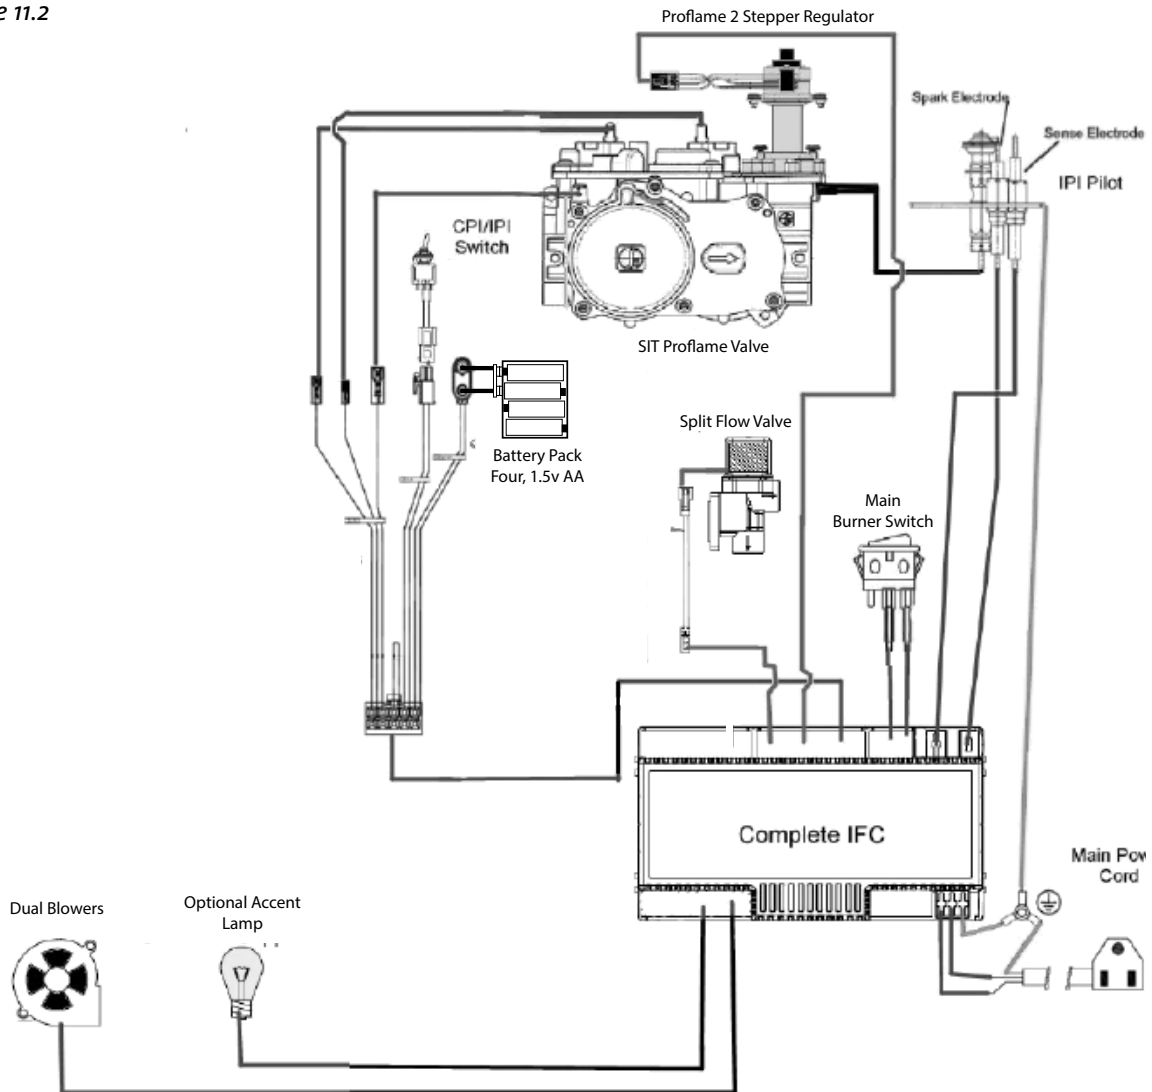 e 11.2
Proflame 2 Stepper Regulator
Spark Electrode
Sense Electrode
IPI Pilot
CPI/IPI
Switch
SIT Proflame Valve
Battery Pack
Four, 1.5v AA
Split Flow Valve
Main
Burner Switch
Complete IFC
Main Pow
Cord
Dual Blowers
Optional Accent
Lamp